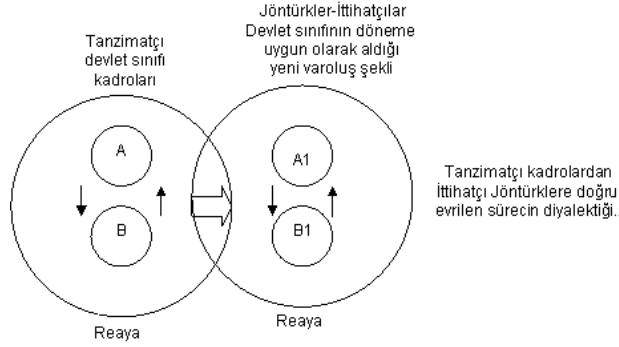 Jöntürkler-İttihatçılar
Devlet sınıfının döneme
uygun olarak aldığı
yeni varoluş şekli
Tanzimatçı
devlet sınıfı
kadroları
A
B
A1
B1
Tanzimatçı kadrolardan
İttihatçı Jöntürklere doğru
evrilen sürecin diyalektiği..
Reaya
Reaya